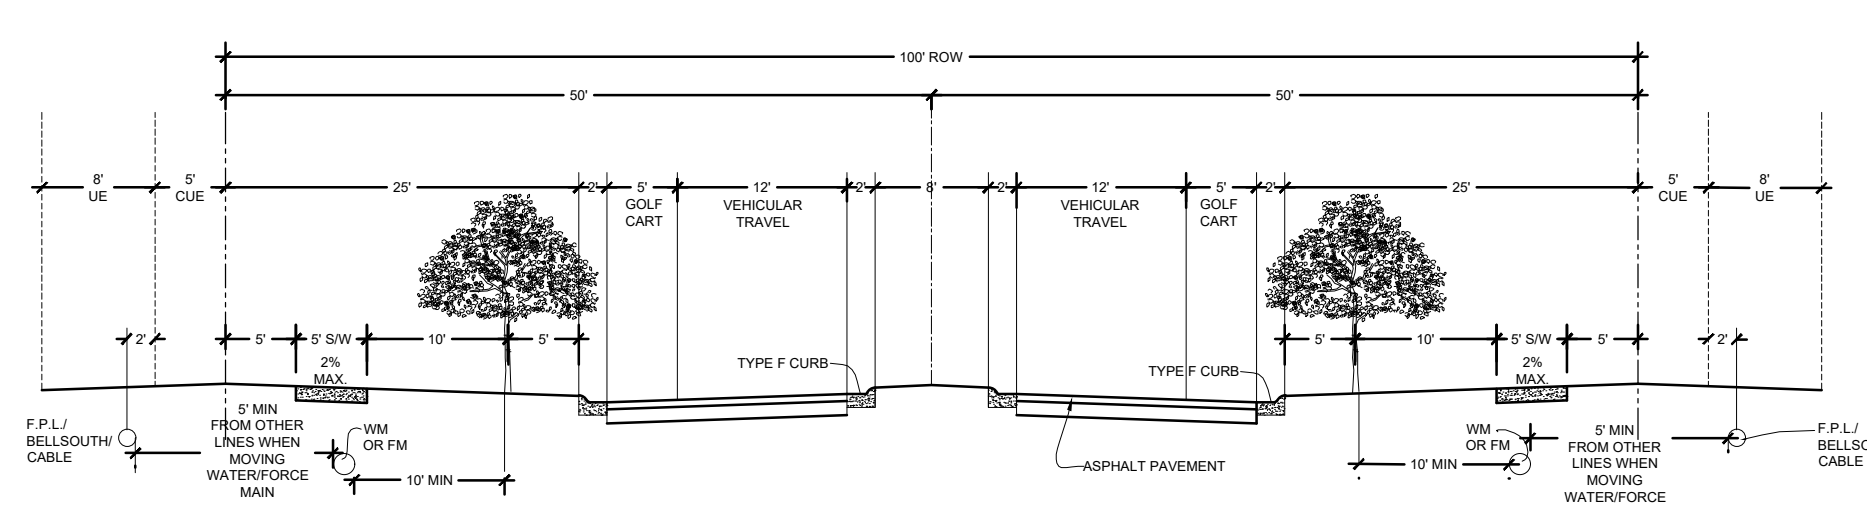 100' ROW
50'
50'
8'
UE
5'
CUE
25'
2'
5'
GOLF
CART
12'
VEHICULAR
TRAVEL
2'
8'
2'
12'
VEHICULAR
TRAVEL
5'
GOLF
CART
2'
25'
5'
CUE
8'
UE
2'
5'
5' S/W
10'
5'
5'
10'
5' S/W
5'
2'
2%
MAX.
TYPE F CURB
TYPE F CURB
2%
MAX.
F.P.L./
BELLSOUTH/
CABLE
5' MIN
FROM OTHER
LINES WHEN
MOVING
WATER/FORCE
MAIN
WM
OR FM
10' MIN
ASPHALT PAVEMENT
10' MIN
WM
OR FM
5' MIN
FROM OTHER
LINES WHEN
MOVING
WATER/FORCE
F.P.L./
BELLSO
CABLE